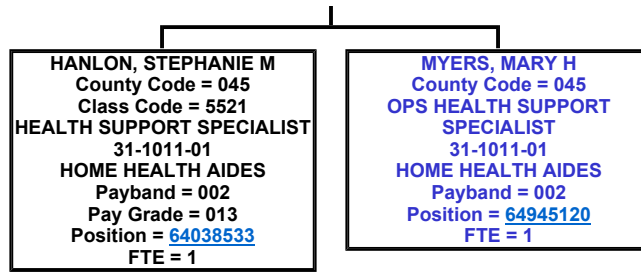 HANLON, STEPHANIE M
County Code = 045
Class Code = 5521
HEALTH SUPPORT SPECIALIST
31-1011-01
HOME HEALTH AIDES
Payband = 002
Pay Grade = 013
Position = 64038533
FTE = 1
MYERS, MARY H
County Code = 045
OPS HEALTH SUPPORT
SPECIALIST
31-1011-01
HOME HEALTH AIDES
Payband = 002
Position = 64945120
FTE = 1